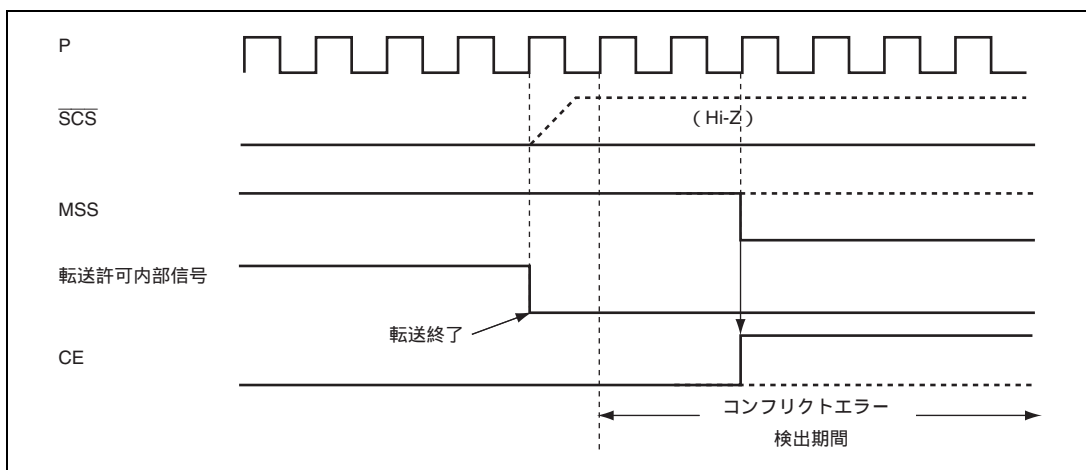 P
SCS
( Hi-Z )
MSS
転送許可内部信号
転送終了
CE
コンフリクトエラー
検出期間